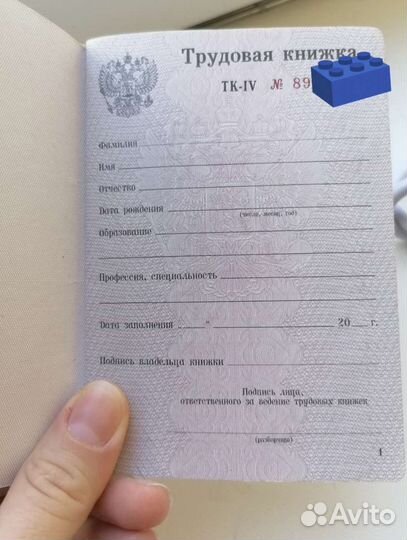 Трудовая книжка
ТК-IV № 89
Фамилия
Имя
Отчество
Дата рождения
(число, месяц, год)
Образование
Профессия, специальность
Дата заполнения " 20 г.
Подпись владельца книжки
Подпись лица,
ответственного за ведение трудовых книжек
(разборчиво)
1
Avito